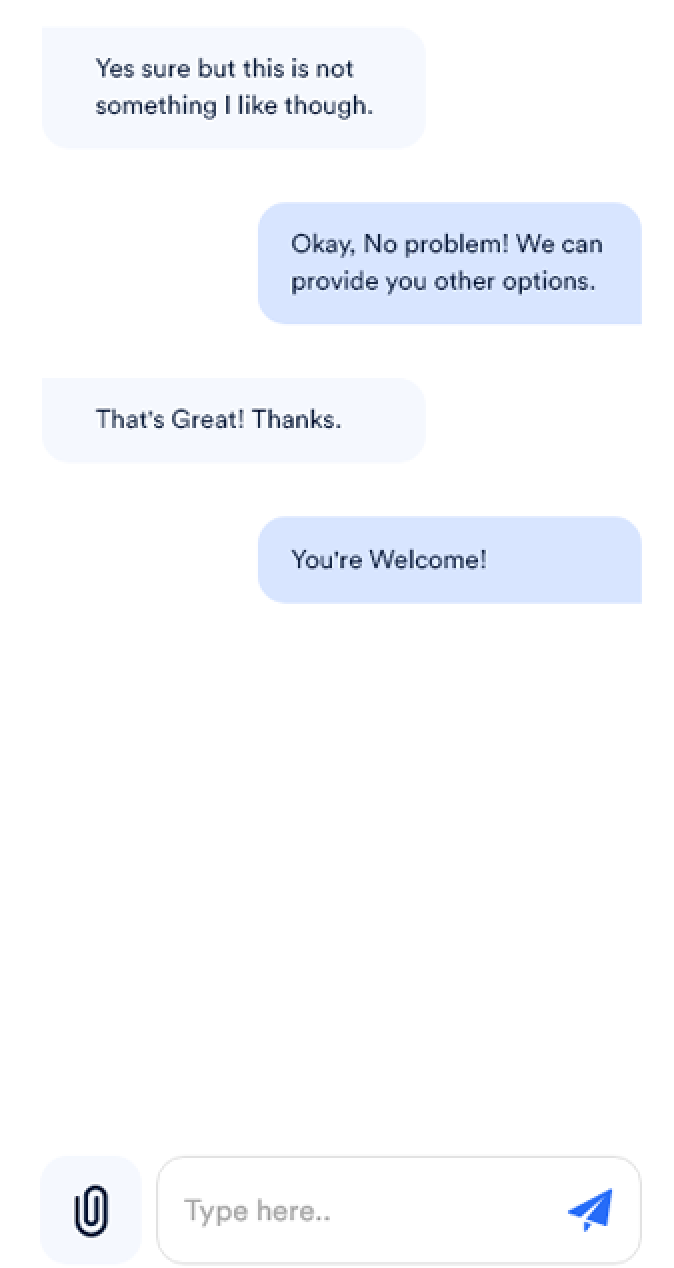 Yes sure but this is not
something I like though.
Okay, No problem! We can
provide you other options.
That's Great! Thanks.
You're Welcome!
Type here..